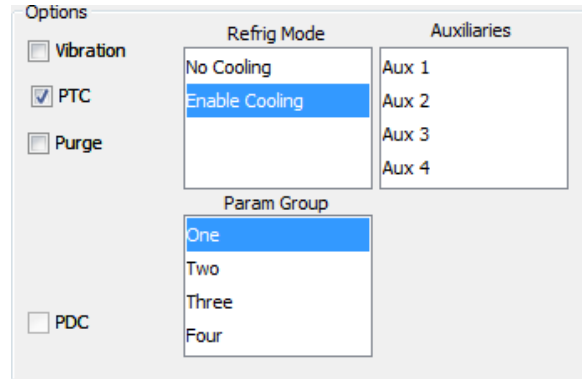 Options
Vibration
PTC
Purge
PDC
Refrig Mode
No Cooling
Enable Cooling
Auxiliaries
Aux 1
Aux 2
Aux 3
Aux 4
Param Group
One
Two
Three
Four